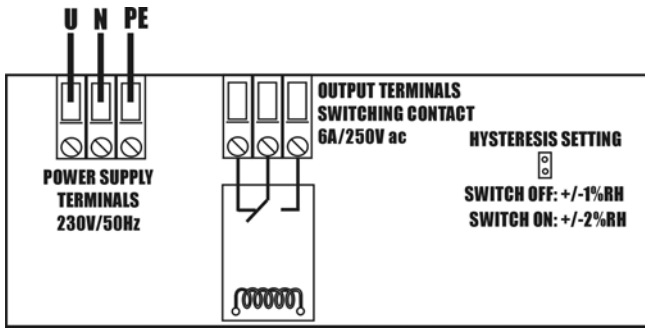 U N PE
OUTPUT TERMINALS
SWITCHING CONTACT
6A/250V ac
HYSTERESIS SETTING
POWER SUPPLY
TERMINALS
230V/50Hz
SWITCH OFF: +/-1%RH
SWITCH ON: +/-2%RH